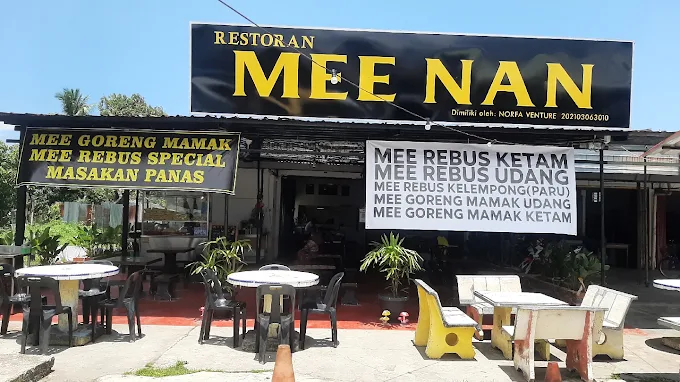 RESTORAN
MEE NAN
Dimiliki oleh: NORFA VENTURE 202103063010
MEE GORENG MAMAK
MEE REBUS SPECIAL
MASAKAN PANAS
MEE REBUS KETAM
MEE REBUS UDANG
MEE REBUS KELEMPONG(PARU)
MEE GORENG MAMAK UDANG
MEE GORENG MAMAK KETAM